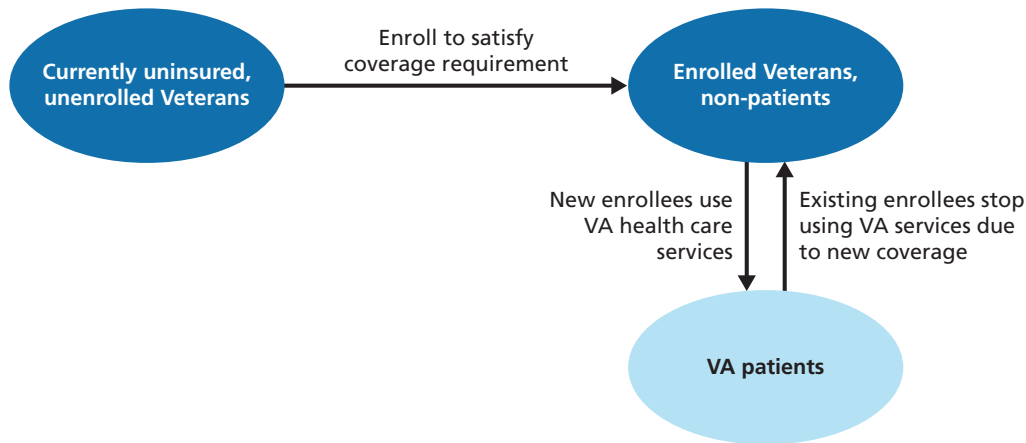 Enroll to satisfy
coverage requirement
Currently uninsured,
unenrolled Veterans
Enrolled Veterans,
non-patients
New enrollees use
VA health care
services
Existing enrollees stop
using VA services due
to new coverage
VA patients